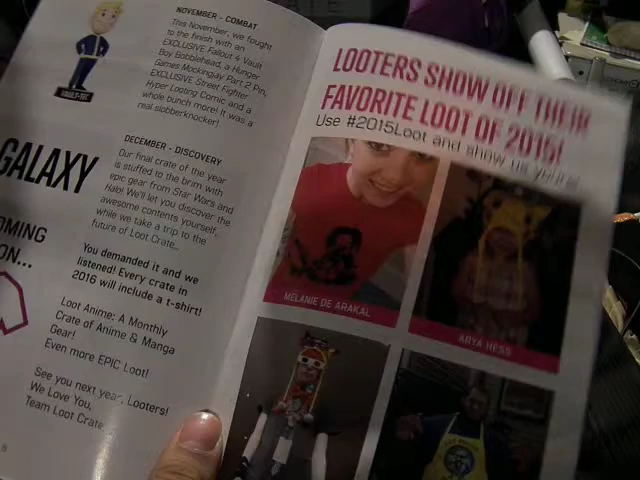 NOVEMBER - COMBAT
This November, we fought
to the finish with an
EXCLUSIVE Fallout 4 Vault
Boy Bobblehead, a Hunger
Games Mockingjay Part 2 Pin,
EXCLUSIVE Street Fighter
Hyper Looting Comic and a
whole bunch more! It was a
real slobberknocker!
VAULT-TEC
DECEMBER - DISCOVERY
Our final crate of the year
is stuffed to the brim with
epic gear from Star Wars and
Halo! We'll let you discover the
awesome contents yourself,
while we take a trip to the
future of Loot Crate...
GALAXY
OMING
ON...
You demanded it and we
listened! Every crate in
2016 will include a t-shirt!
Loot Anime: A Monthly
Crate of Anime & Manga
Gear!
Even more EPIC Loot!
See you next year, Looters!
We Love You,
Team Loot Crate
8
LOOTERS SHOW OFF THEIR
FAVORITE LOOT OF 2015!
Use #2015Loot and show us yours!
MELANIE DE ARAKAL
ARYA HESS